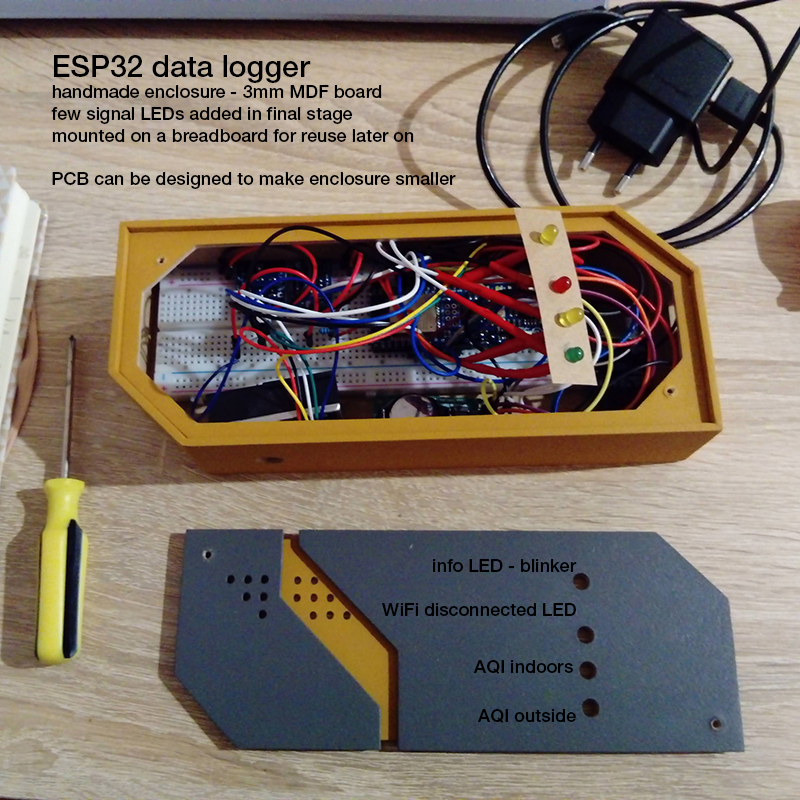 ESP32 data logger
handmade enclosure - 3mm MDF board
few signal LEDs added in final stage
mounted on a breadboard for reuse later on
PCB can be designed to make enclosure smaller
info LED - blinker
WiFi disconnected LED
AQI indoors
AQI outside